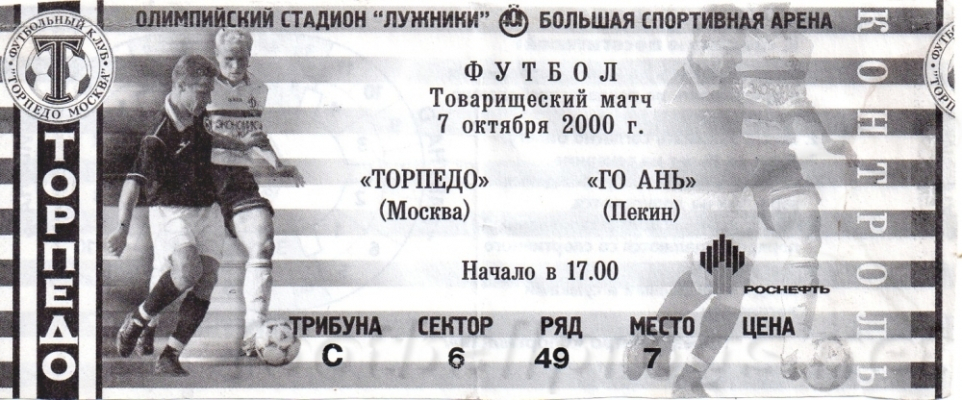 ОЛИМПИЙСКИЙ СТАДИОН "ЛУЖНИКИ" БОЛЬШАЯ СПОРТИВНАЯ АРЕНА
ФУТБОЛЬНЫЙ КЛУБ
"ТОРПЕДО МОСКВА"
Т
ТОРПЕДО
ФУТБОЛ
Товарищеский матч
7 октября 2000 г.
«ТОРПЕДО» «ГО АНЬ»
(Москва) (Пекин)
Начало в 17.00
РОСНЕФТЬ
ТРИБУНА СЕКТОР РЯД МЕСТО ЦЕНА
С 6 49 7
КОНТРОЛЬ